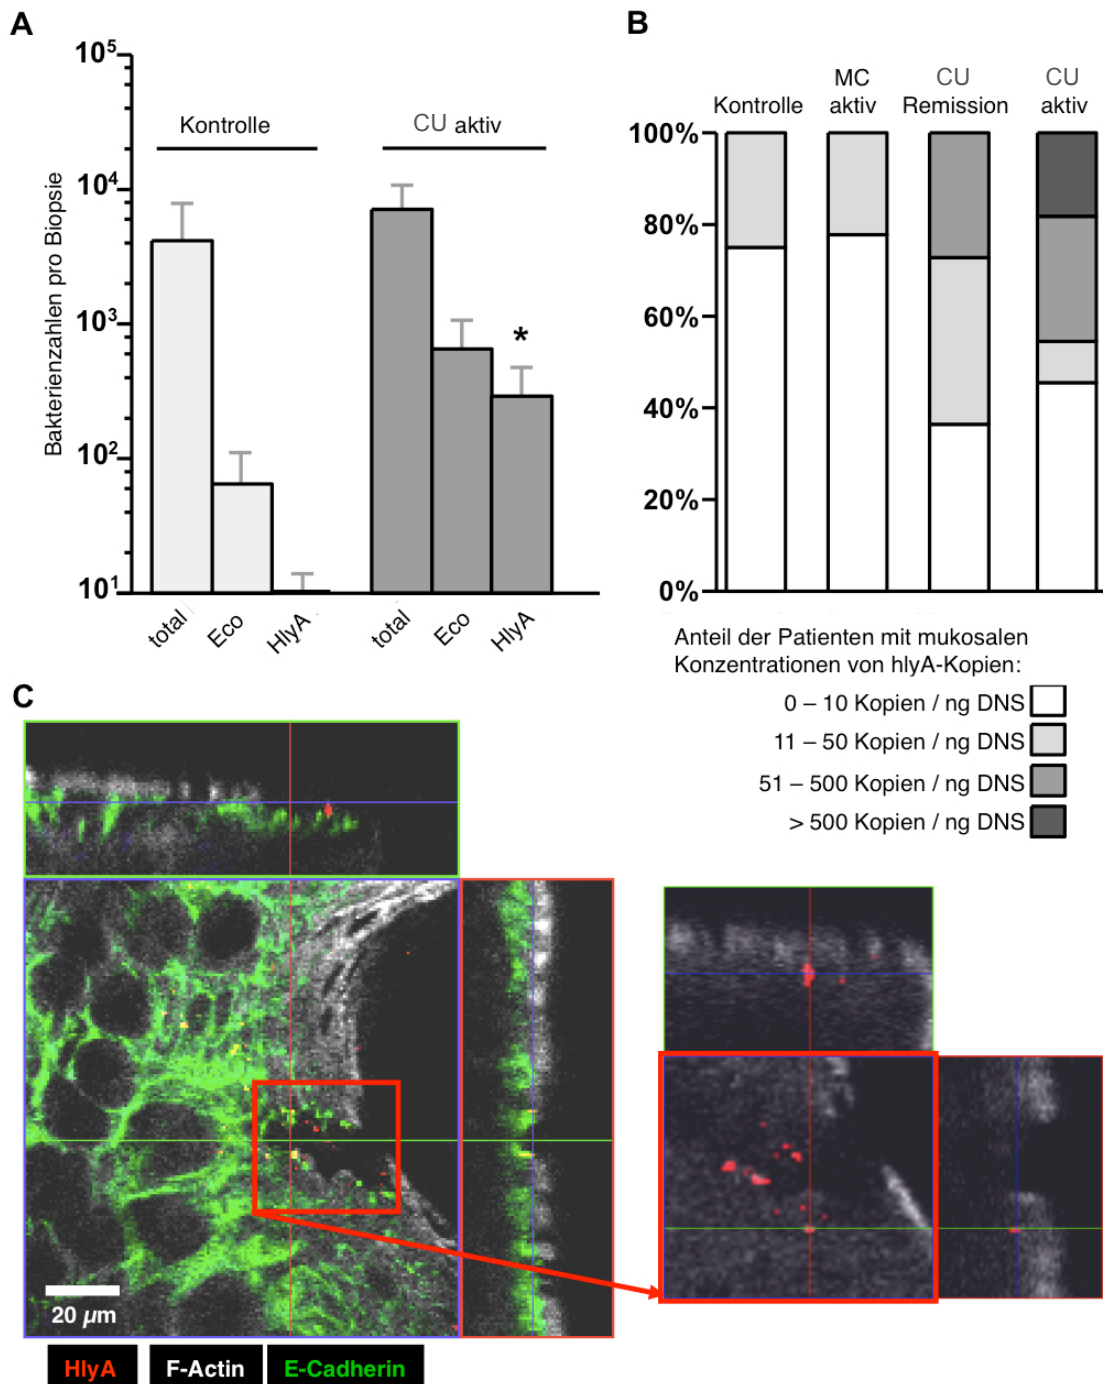 A
10⁵
10⁴
10³
10²
10¹
Bakterienzahlen pro Biopsie
Kontrolle
CU aktiv
*
total
Eco
HlyA
total
Eco
HlyA
B
Kontrolle
MC
aktiv
CU
Remission
CU
aktiv
100%
80%
60%
40%
20%
0%
Anteil der Patienten mit mukosalen
Konzentrationen von hlyA-Kopien:
0 – 10 Kopien / ng DNS
11 – 50 Kopien / ng DNS
51 – 500 Kopien / ng DNS
> 500 Kopien / ng DNS
C
20 µm
HlyA
F-Actin
E-Cadherin